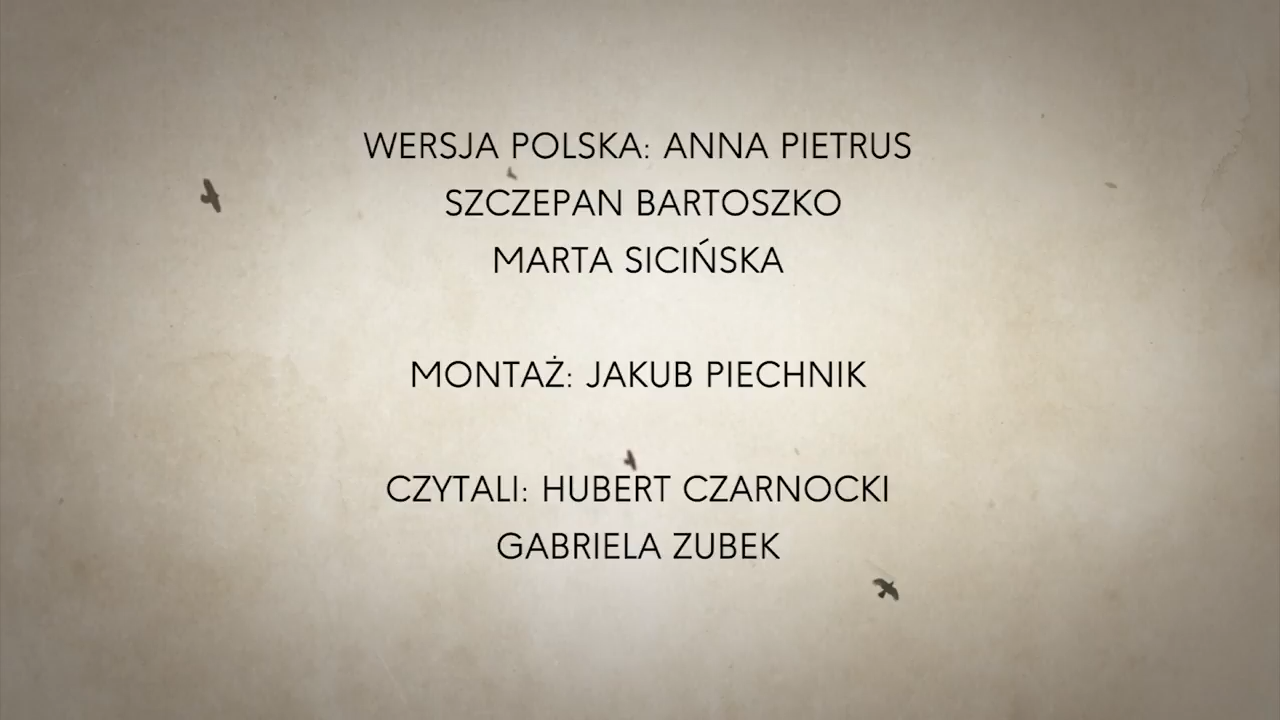 WERSJA POLSKA: ANNA PIETRUS
SZCZEPAN BARTOSZKO
MARTA SICIŃSKA
MONTAŻ: JAKUB PIECHNIK
CZYTALI: HUBERT CZARNOCKI
GABRIELA ZUBEK